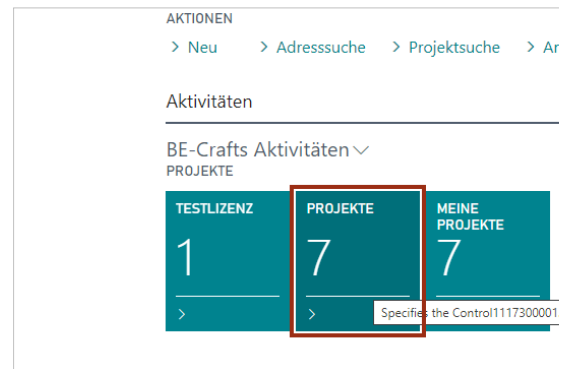 AKTIONEN
> Neu > Adresssuche > Projektsuche > Ar
Aktivitäten
BE-Crafts Aktivitäten
PROJEKTE
TESTLIZENZ PROJEKTE MEINE
PROJEKTE
1 7 7
> >
Specifies the Control1117300001